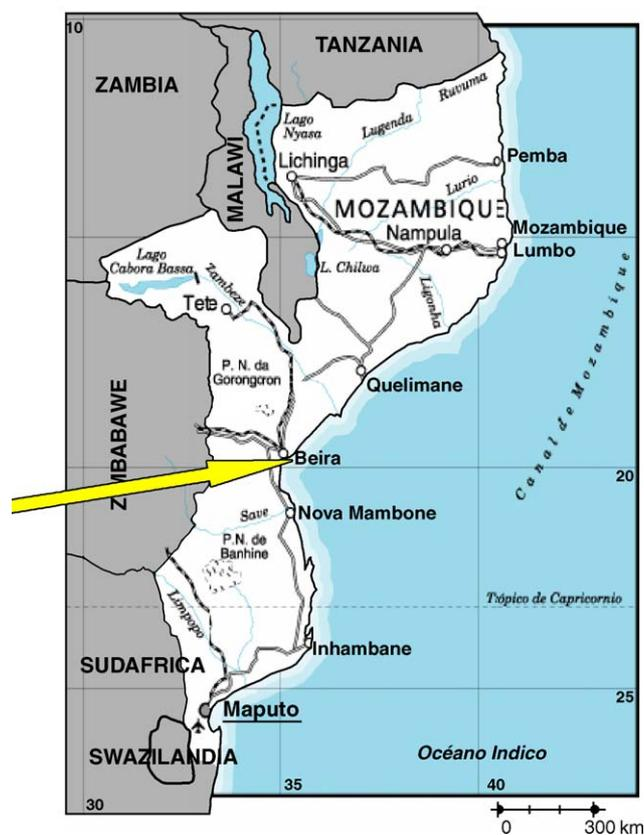 10
TANZANIA
ZAMBIA
Ruvuma
Lago
Nyasa
Lugenda
MALAWI
Lichinga
Pemba
Lurio
MOZAMBIQUE
Mozambique
Nampula
Lumbo
Lago
Cabora Bassa
Zambeze
L. Chilwa
Ligonha
Tete
P. N. da
Gorongcron
Quelimane
Canal de Mozambique
ZIMBABAWE
Beira
20
Save
Nova Mambone
P.N. de
Banhine
Trópico de Capricornio
Limpopo
Inhambane
SUDAFRICA
25
Maputo
SWAZILANDIA
Océano Indico
35
40
30
0
300 km